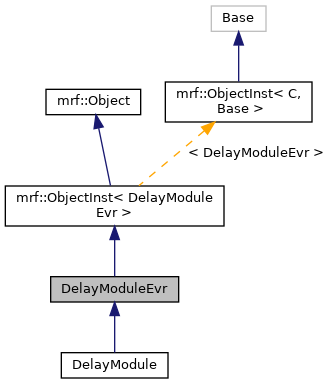 Base
mrf::Object
mrf::ObjectInst< C,
Base >
< DelayModuleEvr >
mrf::ObjectInst< DelayModule
Evr >
DelayModuleEvr
DelayModule